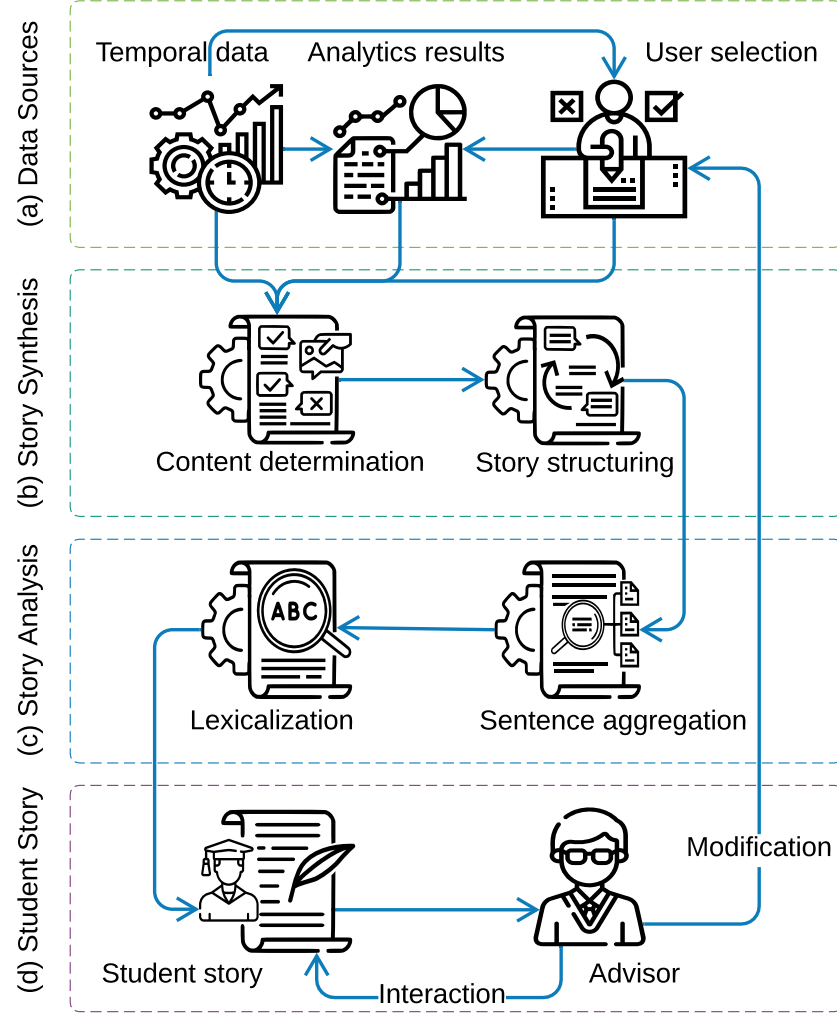 (a) Data Sources
Temporal data
Analytics results
User selection
(b) Story Synthesis
Content determination
Story structuring
(c) Story Analysis
ABC
Lexicalization
Sentence aggregation
(d) Student Story
Modification
Student story
Advisor
Interaction